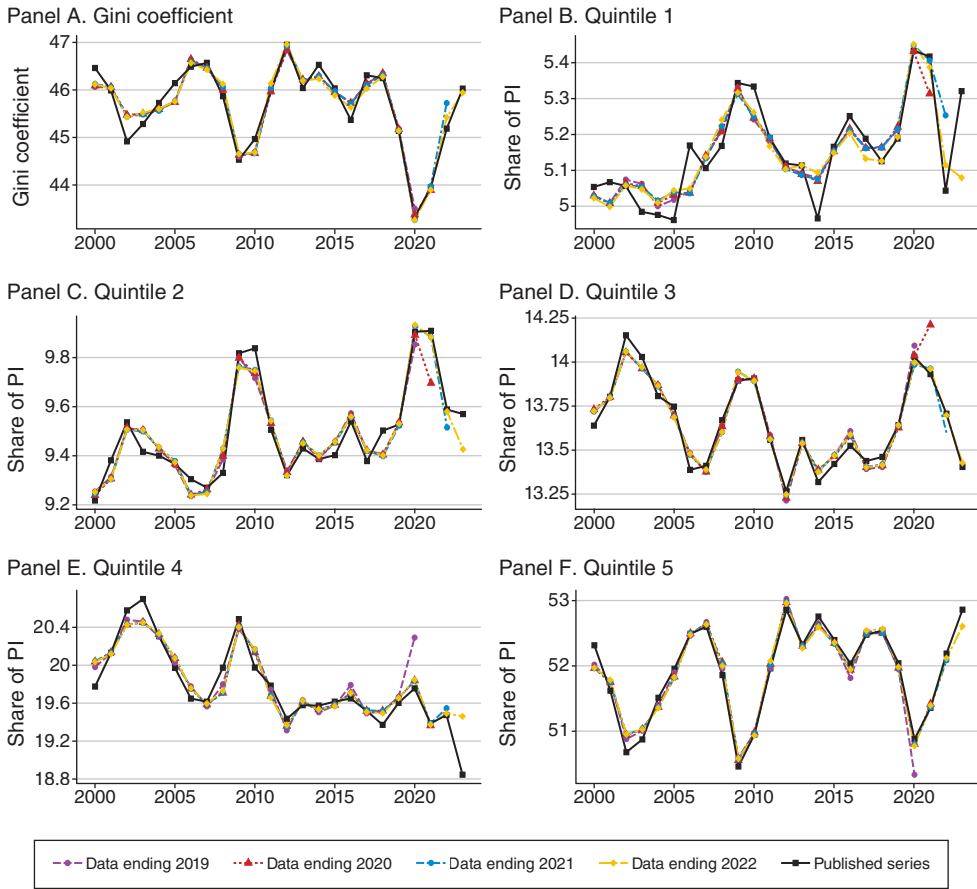 Panel A. Gini coefficient
Gini coefficient
47
46
45
44
2000 2005 2010 2015 2020
Panel B. Quintile 1
Share of PI
5.4
5.3
5.2
5.1
5
2000 2005 2010 2015 2020
Panel C. Quintile 2
Share of PI
9.8
9.6
9.4
9.2
2000 2005 2010 2015 2020
Panel D. Quintile 3
Share of PI
14.25
14
13.75
13.5
13.25
2000 2005 2010 2015 2020
Panel E. Quintile 4
Share of PI
20.4
20
19.6
19.2
18.8
2000 2005 2010 2015 2020
Panel F. Quintile 5
Share of PI
53
52
51
2000 2005 2010 2015 2020
Data ending 2019 Data ending 2020 Data ending 2021 Data ending 2022 Published series